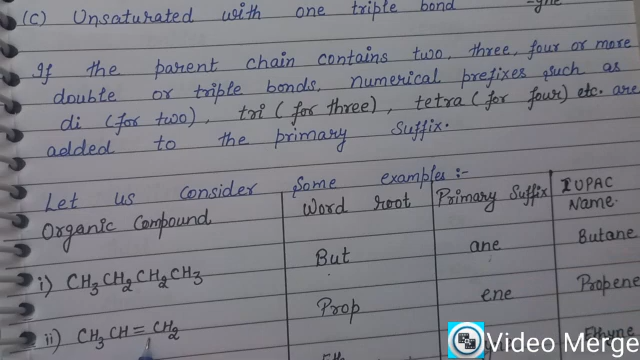 (C) Unsaturated with one triple bond -yne
If the parent chain contains two, three, four or more
double or triple bonds, numerical prefixes such as
di (for two), tri (for three), tetra (for four) etc. are
added to the primary suffix.
Let us consider some examples:-
Organic Compound Word root Primary Suffix IUPAC Name.
i) CH3CH2CH2CH3 But ane Butane
ii) CH3CH=CH2 Prop ene Propene
Ethyne
Video Merge